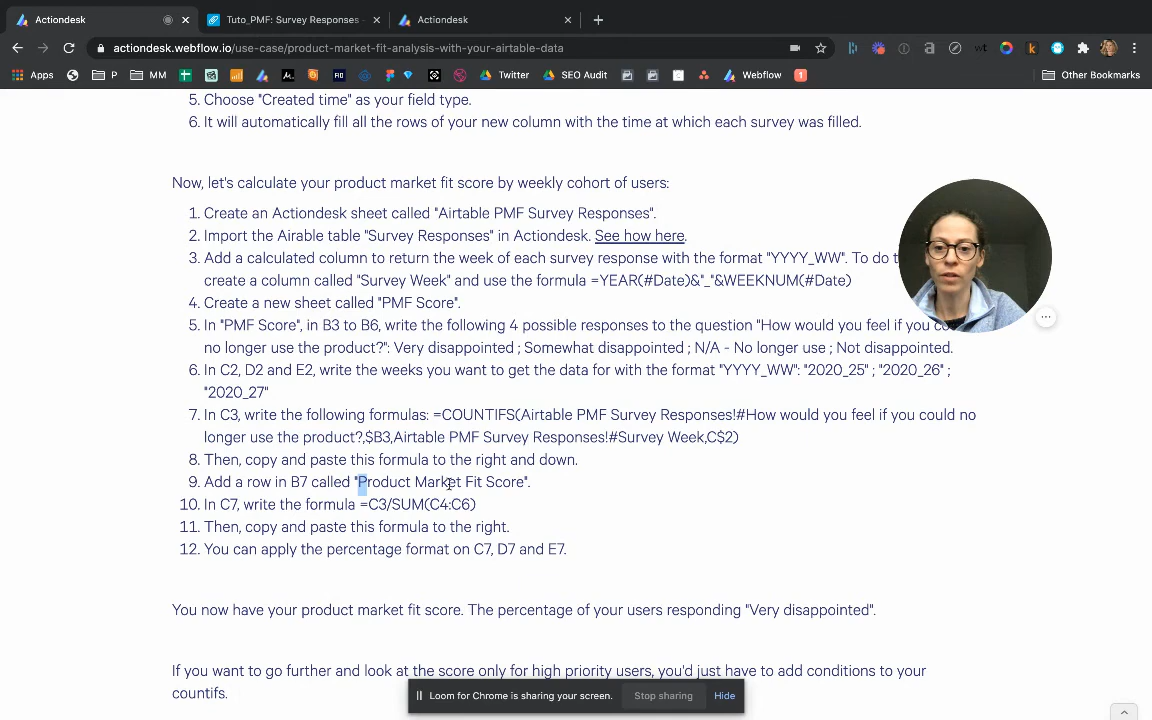 Actiondesk
Tuto_PMF: Survey Responses -
Actiondesk
actiondesk.webflow.io/use-case/product-market-fit-analysis-with-your-airtable-data
Apps
P
MM
Twitter
SEO Audit
Webflow
1
Other Bookmarks
5. Choose "Created time" as your field type.
6. It will automatically fill all the rows of your new column with the time at which each survey was filled.
Now, let's calculate your product market fit score by weekly cohort of users:
1. Create an Actiondesk sheet called "Airtable PMF Survey Responses".
2. Import the Airable table "Survey Responses" in Actiondesk. See how here.
3. Add a calculated column to return the week of each survey response with the format "YYYY_WW". To do t
create a column called "Survey Week" and use the formula =YEAR(#Date)&"_"&WEEKNUM(#Date)
4. Create a new sheet called "PMF Score".
5. In "PMF Score", in B3 to B6, write the following 4 possible responses to the question "How would you feel if you co
no longer use the product?": Very disappointed ; Somewhat disappointed ; N/A - No longer use ; Not disappointed.
6. In C2, D2 and E2, write the weeks you want to get the data for with the format "YYYY_WW": "2020_25" ; "2020_26" ;
"2020_27"
7. In C3, write the following formulas: =COUNTIFS(Airtable PMF Survey Responses!#How would you feel if you could no
longer use the product?,$B3,Airtable PMF Survey Responses!#Survey Week,C$2)
8. Then, copy and paste this formula to the right and down.
9. Add a row in B7 called "Product Market Fit Score".
10. In C7, write the formula =C3/SUM(C4:C6)
11. Then, copy and paste this formula to the right.
12. You can apply the percentage format on C7, D7 and E7.
You now have your product market fit score. The percentage of your users responding "Very disappointed".
If you want to go further and look at the score only for high priority users, you'd just have to add conditions to your
countifs.
Loom for Chrome is sharing your screen.
Stop sharing
Hide